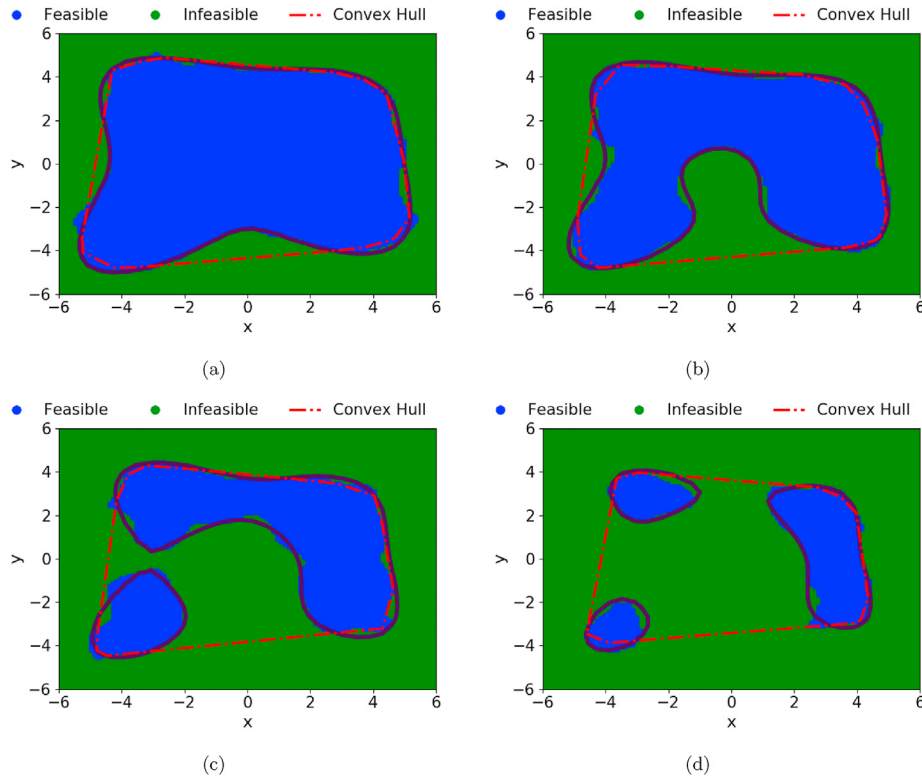 Feasible Infeasible Convex Hull Feasible Infeasible Convex Hull
6 6
4 4
2 2
y 0 y 0
−2 −2
−4 −4
−6 −6
−6 −4 −2 0 2 4 6 −6 −4 −2 0 2 4 6
x x
(a) (b)
Feasible Infeasible Convex Hull Feasible Infeasible Convex Hull
6 6
4 4
2 2
y 0 y 0
−2 −2
−4 −4
−6 −6
−6 −4 −2 0 2 4 6 −6 −4 −2 0 2 4 6
x x
(c) (d)